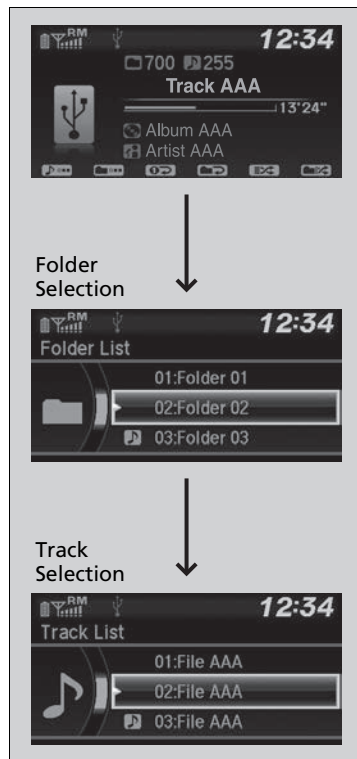 RM 12:34
700 255
Track AAA
13'24"
Album AAA
Artist AAA
Folder
Selection
RM 12:34
Folder List
01:Folder 01
02:Folder 02
03:Folder 03
Track
Selection
RM 12:34
Track List
01:File AAA
02:File AAA
03:File AAA